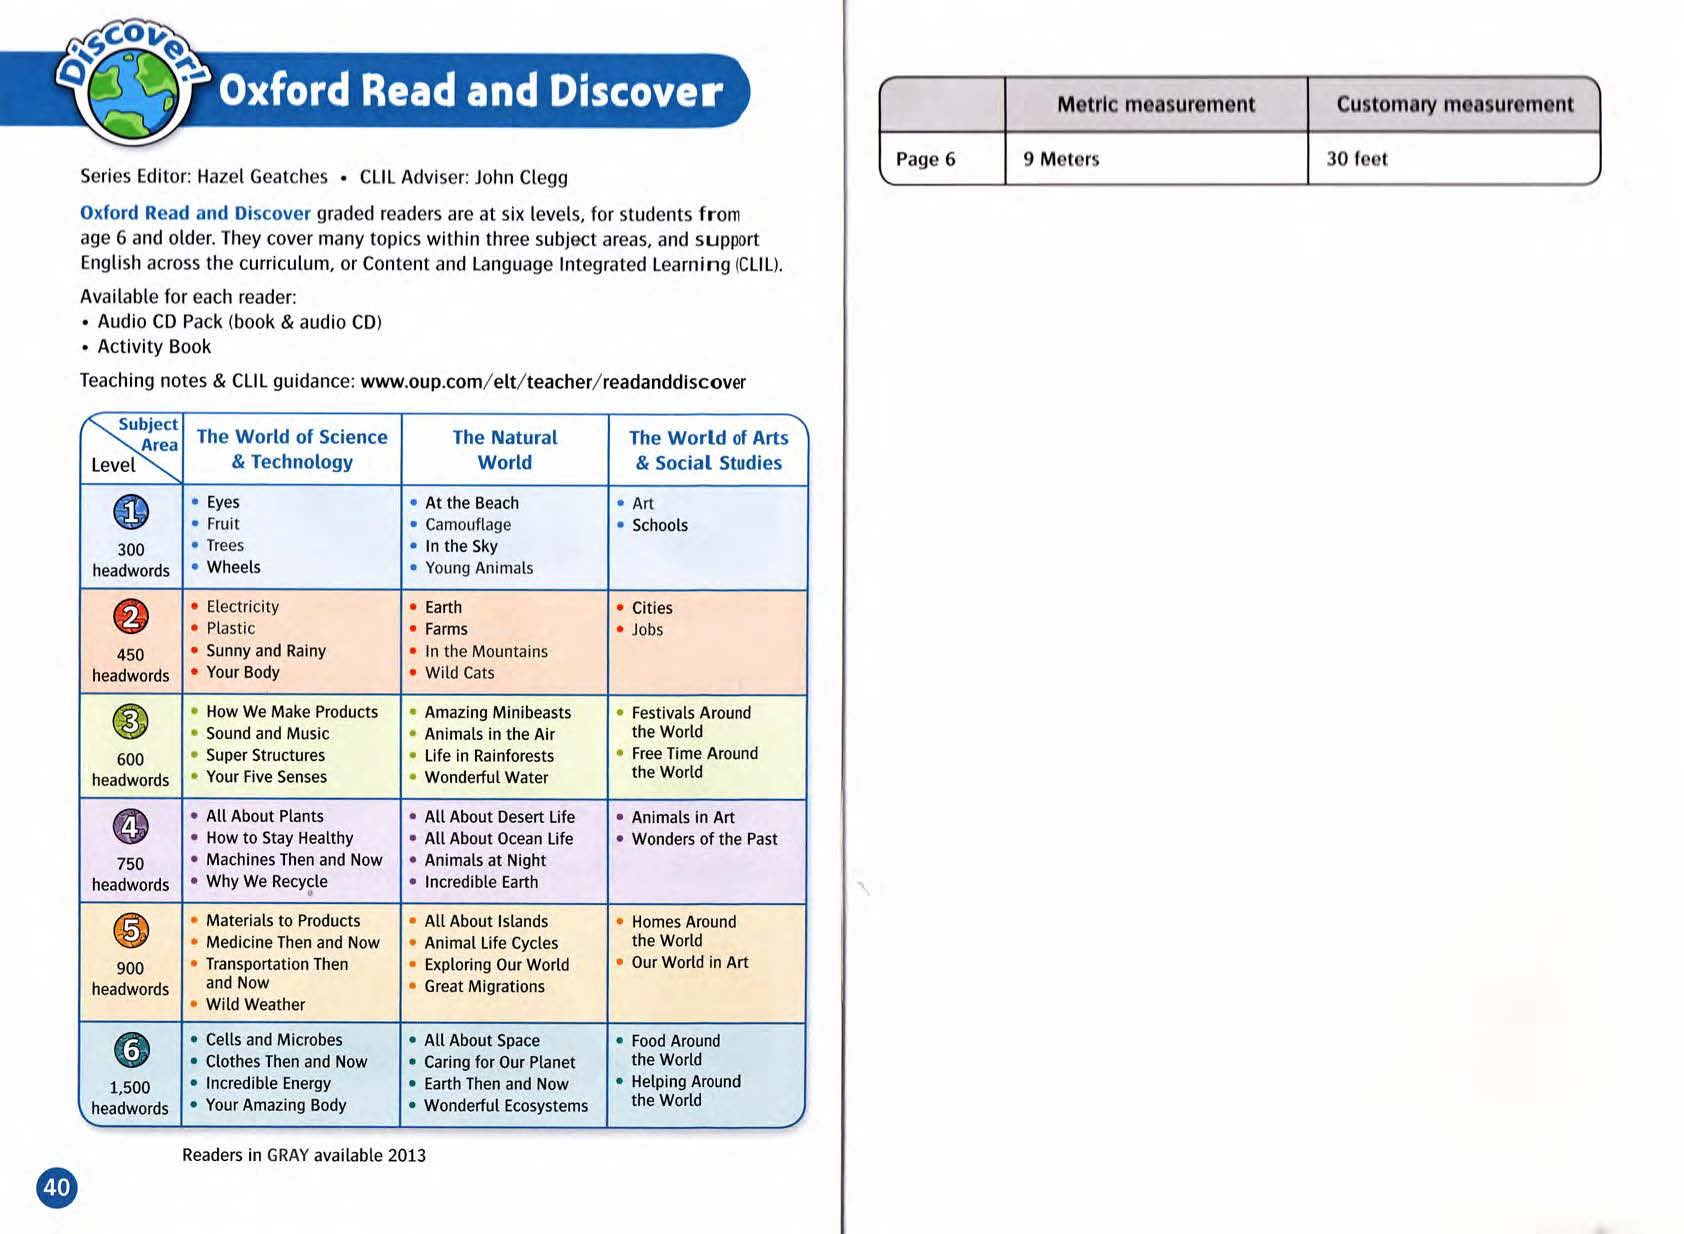 Discover!
Oxford Read and Discover
Series Editor: Hazel Geatches • CLIL Adviser: John Clegg
Oxford Read and Discover graded readers are at six levels, for students from
age 6 and older. They cover many topics within three subject areas, and support
English across the curriculum, or Content and Language Integrated Learning (CLIL).
Available for each reader:
• Audio CD Pack (book & audio CD)
• Activity Book
Teaching notes & CLIL guidance: www.oup.com/elt/teacher/readanddiscover
Subject
Area
Level
The World of Science
& Technology
The Natural
World
The World of Arts
& Social Studies
1
300
headwords
• Eyes
• Fruit
• Trees
• Wheels
• At the Beach
• Camouflage
• In the Sky
• Young Animals
• Art
• Schools
2
450
headwords
• Electricity
• Plastic
• Sunny and Rainy
• Your Body
• Earth
• Farms
• In the Mountains
• Wild Cats
• Cities
• Jobs
3
600
headwords
• How We Make Products
• Sound and Music
• Super Structures
• Your Five Senses
• Amazing Minibeasts
• Animals in the Air
• Life in Rainforests
• Wonderful Water
• Festivals Around
the World
• Free Time Around
the World
4
750
headwords
• All About Plants
• How to Stay Healthy
• Machines Then and Now
• Why We Recycle
• All About Desert Life
• All About Ocean Life
• Animals at Night
• Incredible Earth
• Animals in Art
• Wonders of the Past
5
900
headwords
• Materials to Products
• Medicine Then and Now
• Transportation Then
and Now
• Wild Weather
• All About Islands
• Animal Life Cycles
• Exploring Our World
• Great Migrations
• Homes Around
the World
• Our World in Art
6
1,500
headwords
• Cells and Microbes
• Clothes Then and Now
• Incredible Energy
• Your Amazing Body
• All About Space
• Caring for Our Planet
• Earth Then and Now
• Wonderful Ecosystems
• Food Around
the World
• Helping Around
the World
Readers in GRAY available 2013
40
Metric measurement
Customary measurement
Page 6
9 Meters
30 feet